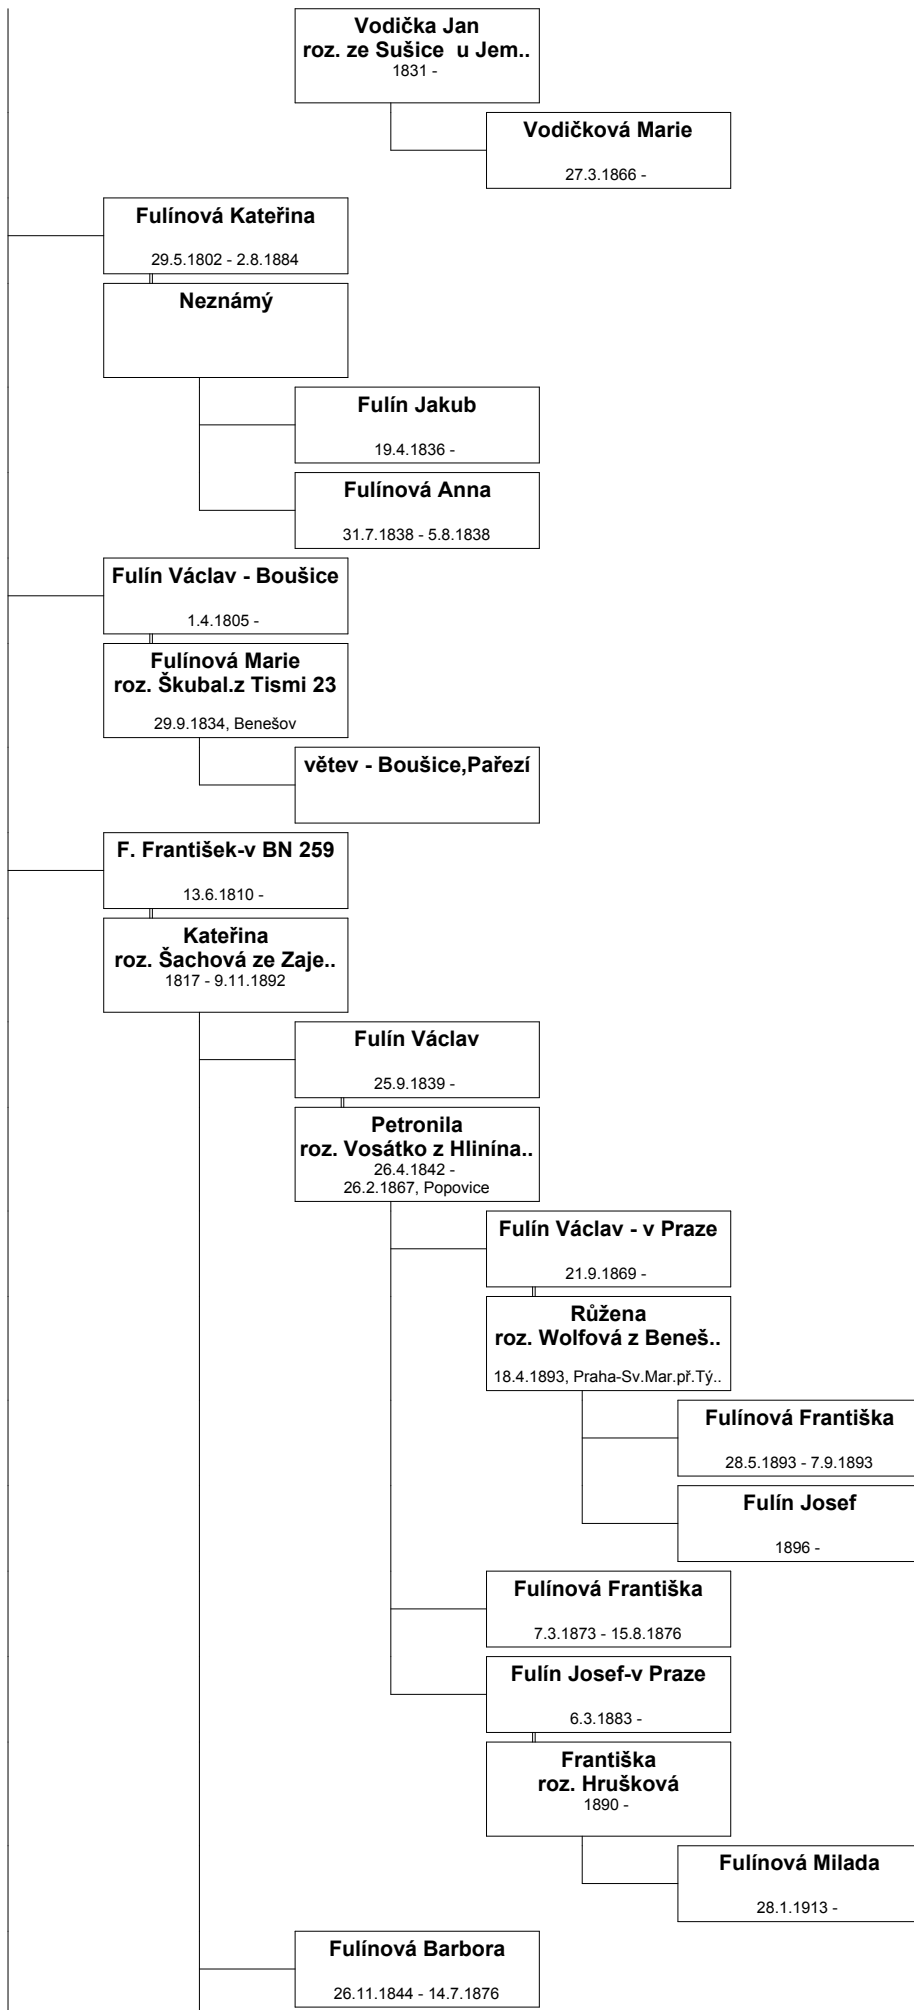 Vodička Jan
roz. ze Sušice  u Jem..
1831 -
Vodičková Marie
27.3.1866 -
Fulínová Kateřina
29.5.1802 - 2.8.1884
Neznámý
Fulín Jakub
19.4.1836 -
Fulínová Anna
31.7.1838 - 5.8.1838
Fulín Václav - Boušice
1.4.1805 -
Fulínová Marie
roz. Škubal.z Tismi 23
29.9.1834, Benešov
větev - Boušice,Pařezí
F. František-v BN 259
13.6.1810 -
Kateřina
roz. Šachová ze Zaje..
1817 - 9.11.1892
Fulín Václav
25.9.1839 -
Petronila
roz. Vosátko z Hlinína..
26.4.1842 -
26.2.1867, Popovice
Fulín Václav - v Praze
21.9.1869 -
Růžena
roz. Wolfová z Beneš..
18.4.1893, Praha-Sv.Mar.př.Tý..
Fulínová Františka
28.5.1893 - 7.9.1893
Fulín Josef
1896 -
Fulínová Františka
7.3.1873 - 15.8.1876
Fulín Josef-v Praze
6.3.1883 -
Františka
roz. Hrušková
1890 -
Fulínová Milada
28.1.1913 -
Fulínová Barbora
26.11.1844 - 14.7.1876